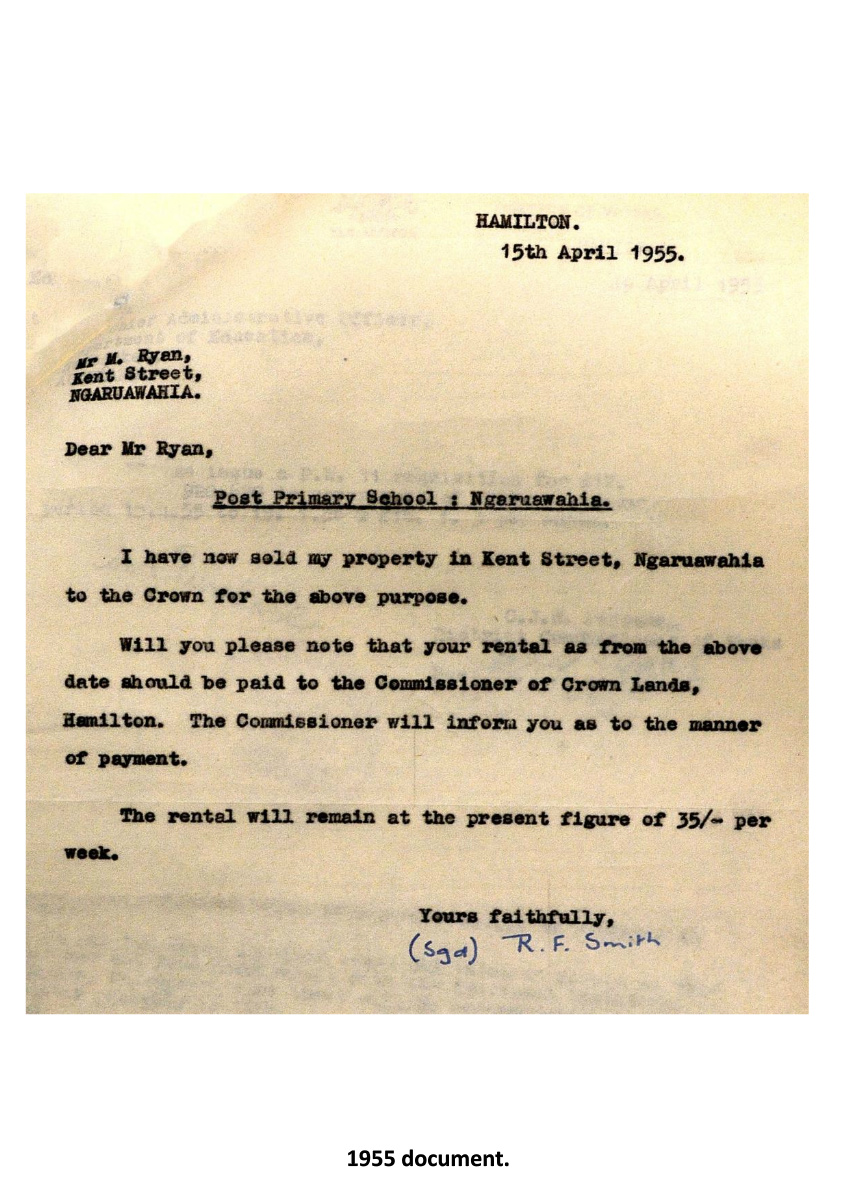 HAMILTON.
15th April 1955.
Mr M. Ryan,
Kent Street,
NGARUAWAHIA.
Dear Mr Ryan,
Post Primary School : Ngaruawahia.
I have now sold my property in Kent Street, Ngaruawahia
to the Crown for the above purpose.
Will you please note that your rental as from the above
date should be paid to the Commissioner of Crown Lands,
Hamilton. The Commissioner will inform you as to the manner
of payment.
The rental will remain at the present figure of 35/- per
week.
Yours faithfully,
(Sgd) R.F. Smith
1955 document.